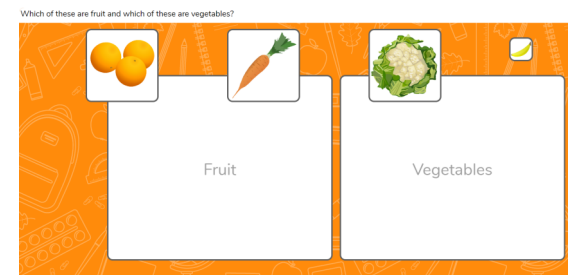 Which of these are fruit and which of these are vegetables?
Fruit
Vegetables